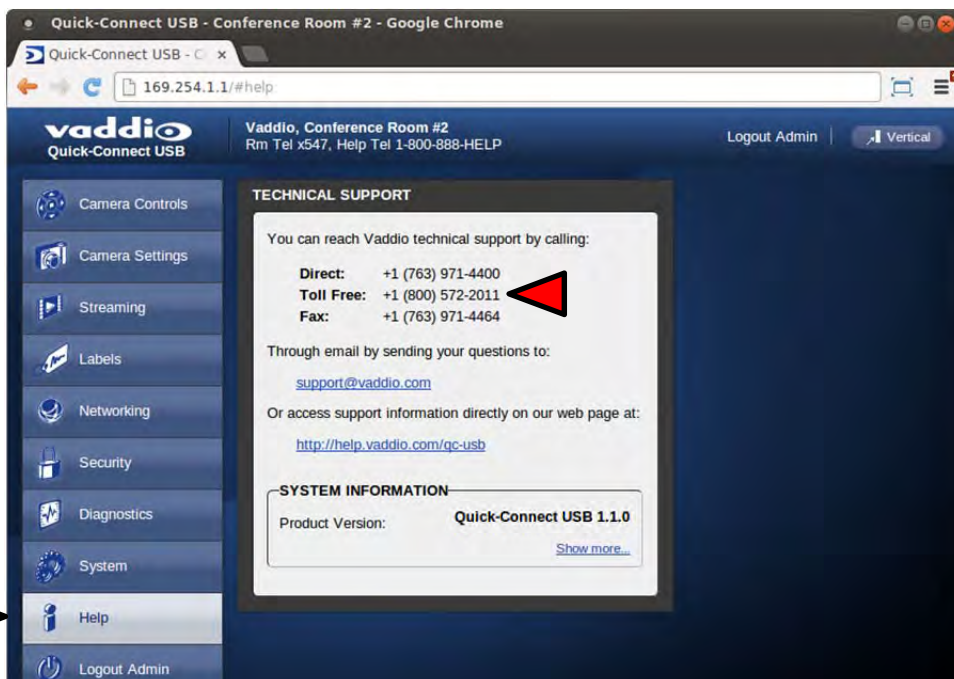 Quick-Connect USB - Conference Room #2 - Google Chrome
Quick-Connect USB - C
169.254.1.1/#help
vaddio
Quick-Connect USB
Vaddio, Conference Room #2
Rm Tel x547, Help Tel 1-800-888-HELP
Logout Admin
Vertical
Camera Controls
Camera Settings
Streaming
Labels
Networking
Security
Diagnostics
System
Help
Logout Admin
TECHNICAL SUPPORT
You can reach Vaddio technical support by calling:
Direct: +1 (763) 971-4400
Toll Free: +1 (800) 572-2011
Fax: +1 (763) 971-4464
Through email by sending your questions to:
support@vaddio.com
Or access support information directly on our web page at:
http://help.vaddio.com/qc-usb
SYSTEM INFORMATION
Product Version: Quick-Connect USB 1.1.0
Show more...